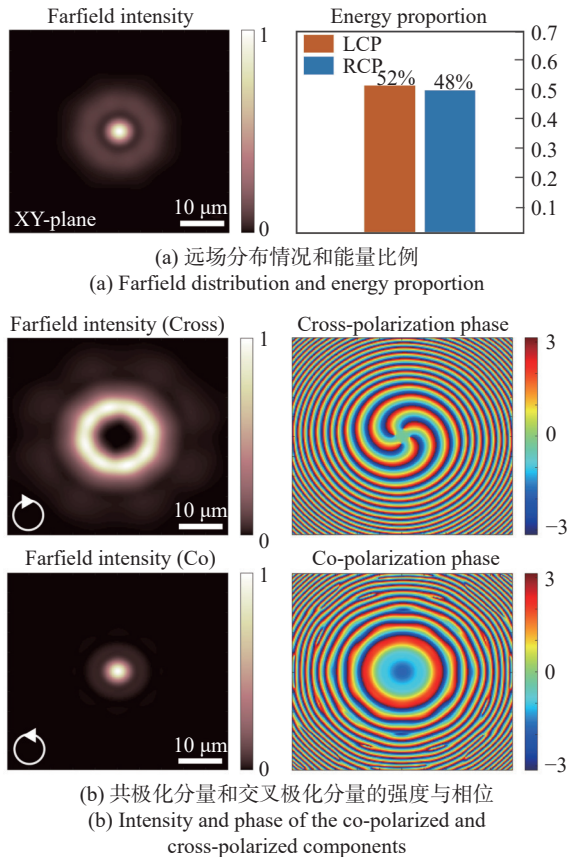 Farfield intensity
Energy proportion
1
0
XY-plane
10 μm
LCP
RCP
52%
48%
0.7
0.6
0.5
0.4
0.3
0.2
0.1
(a) 远场分布情况和能量比例
(a) Farfield distribution and energy proportion
Farfield intensity (Cross)
Cross-polarization phase
1
0
10 μm
3
0
−3
Farfield intensity (Co)
Co-polarization phase
1
0
10 μm
3
0
−3
(b) 共极化分量和交叉极化分量的强度与相位
(b) Intensity and phase of the co-polarized and
cross-polarized components